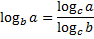 log_b a = log_c a / log_c b